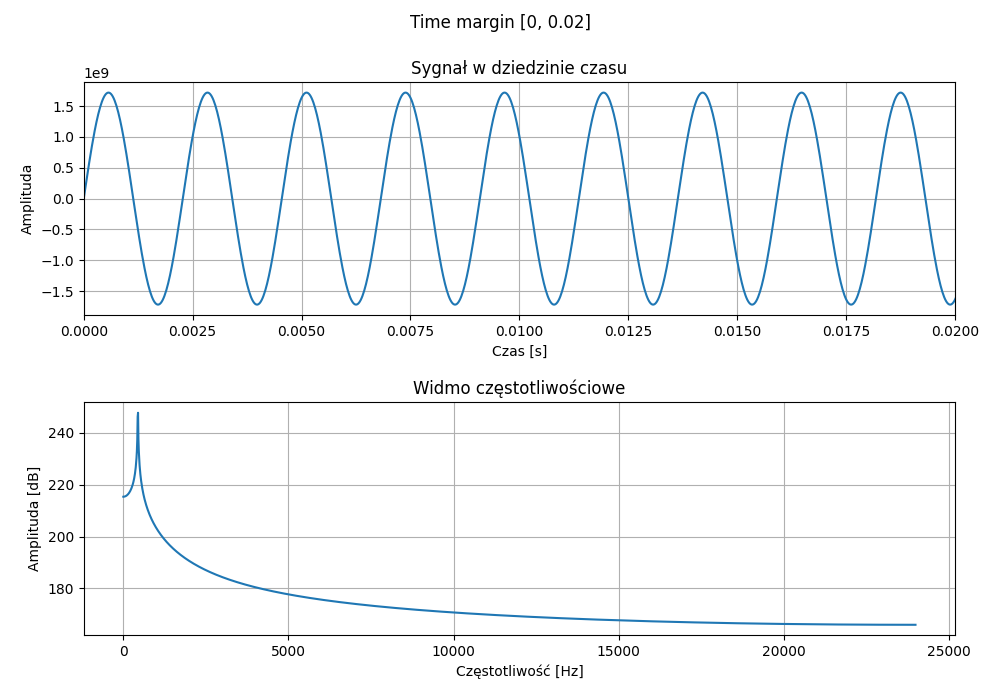 Time margin [0, 0.02]
Sygnał w dziedzinie czasu
1e9
1.5
1.0
0.5
0.0
−0.5
−1.0
−1.5
Amplituda
0.0000 0.0025 0.0050 0.0075 0.0100 0.0125 0.0150 0.0175 0.0200
Czas [s]
Widmo częstotliwościowe
240
220
200
180
Amplituda [dB]
0 5000 10000 15000 20000 25000
Częstotliwość [Hz]